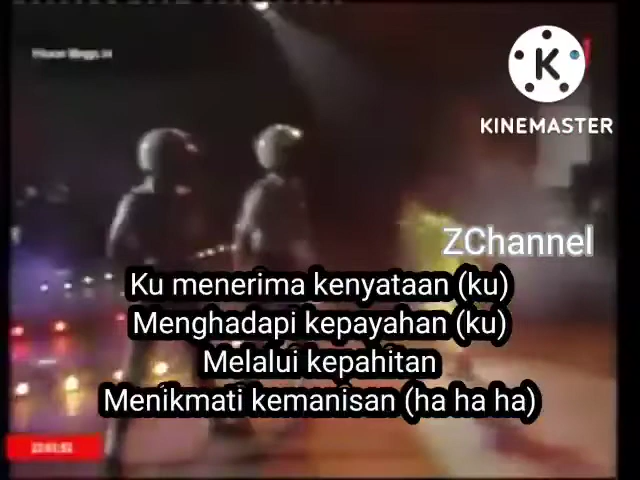 K
KINEMASTER
ZChannel
Ku menerima kenyataan (ku)
Menghadapi kepayahan (ku)
Melalui kepahitan
Menikmati kemanisan (ha ha ha)